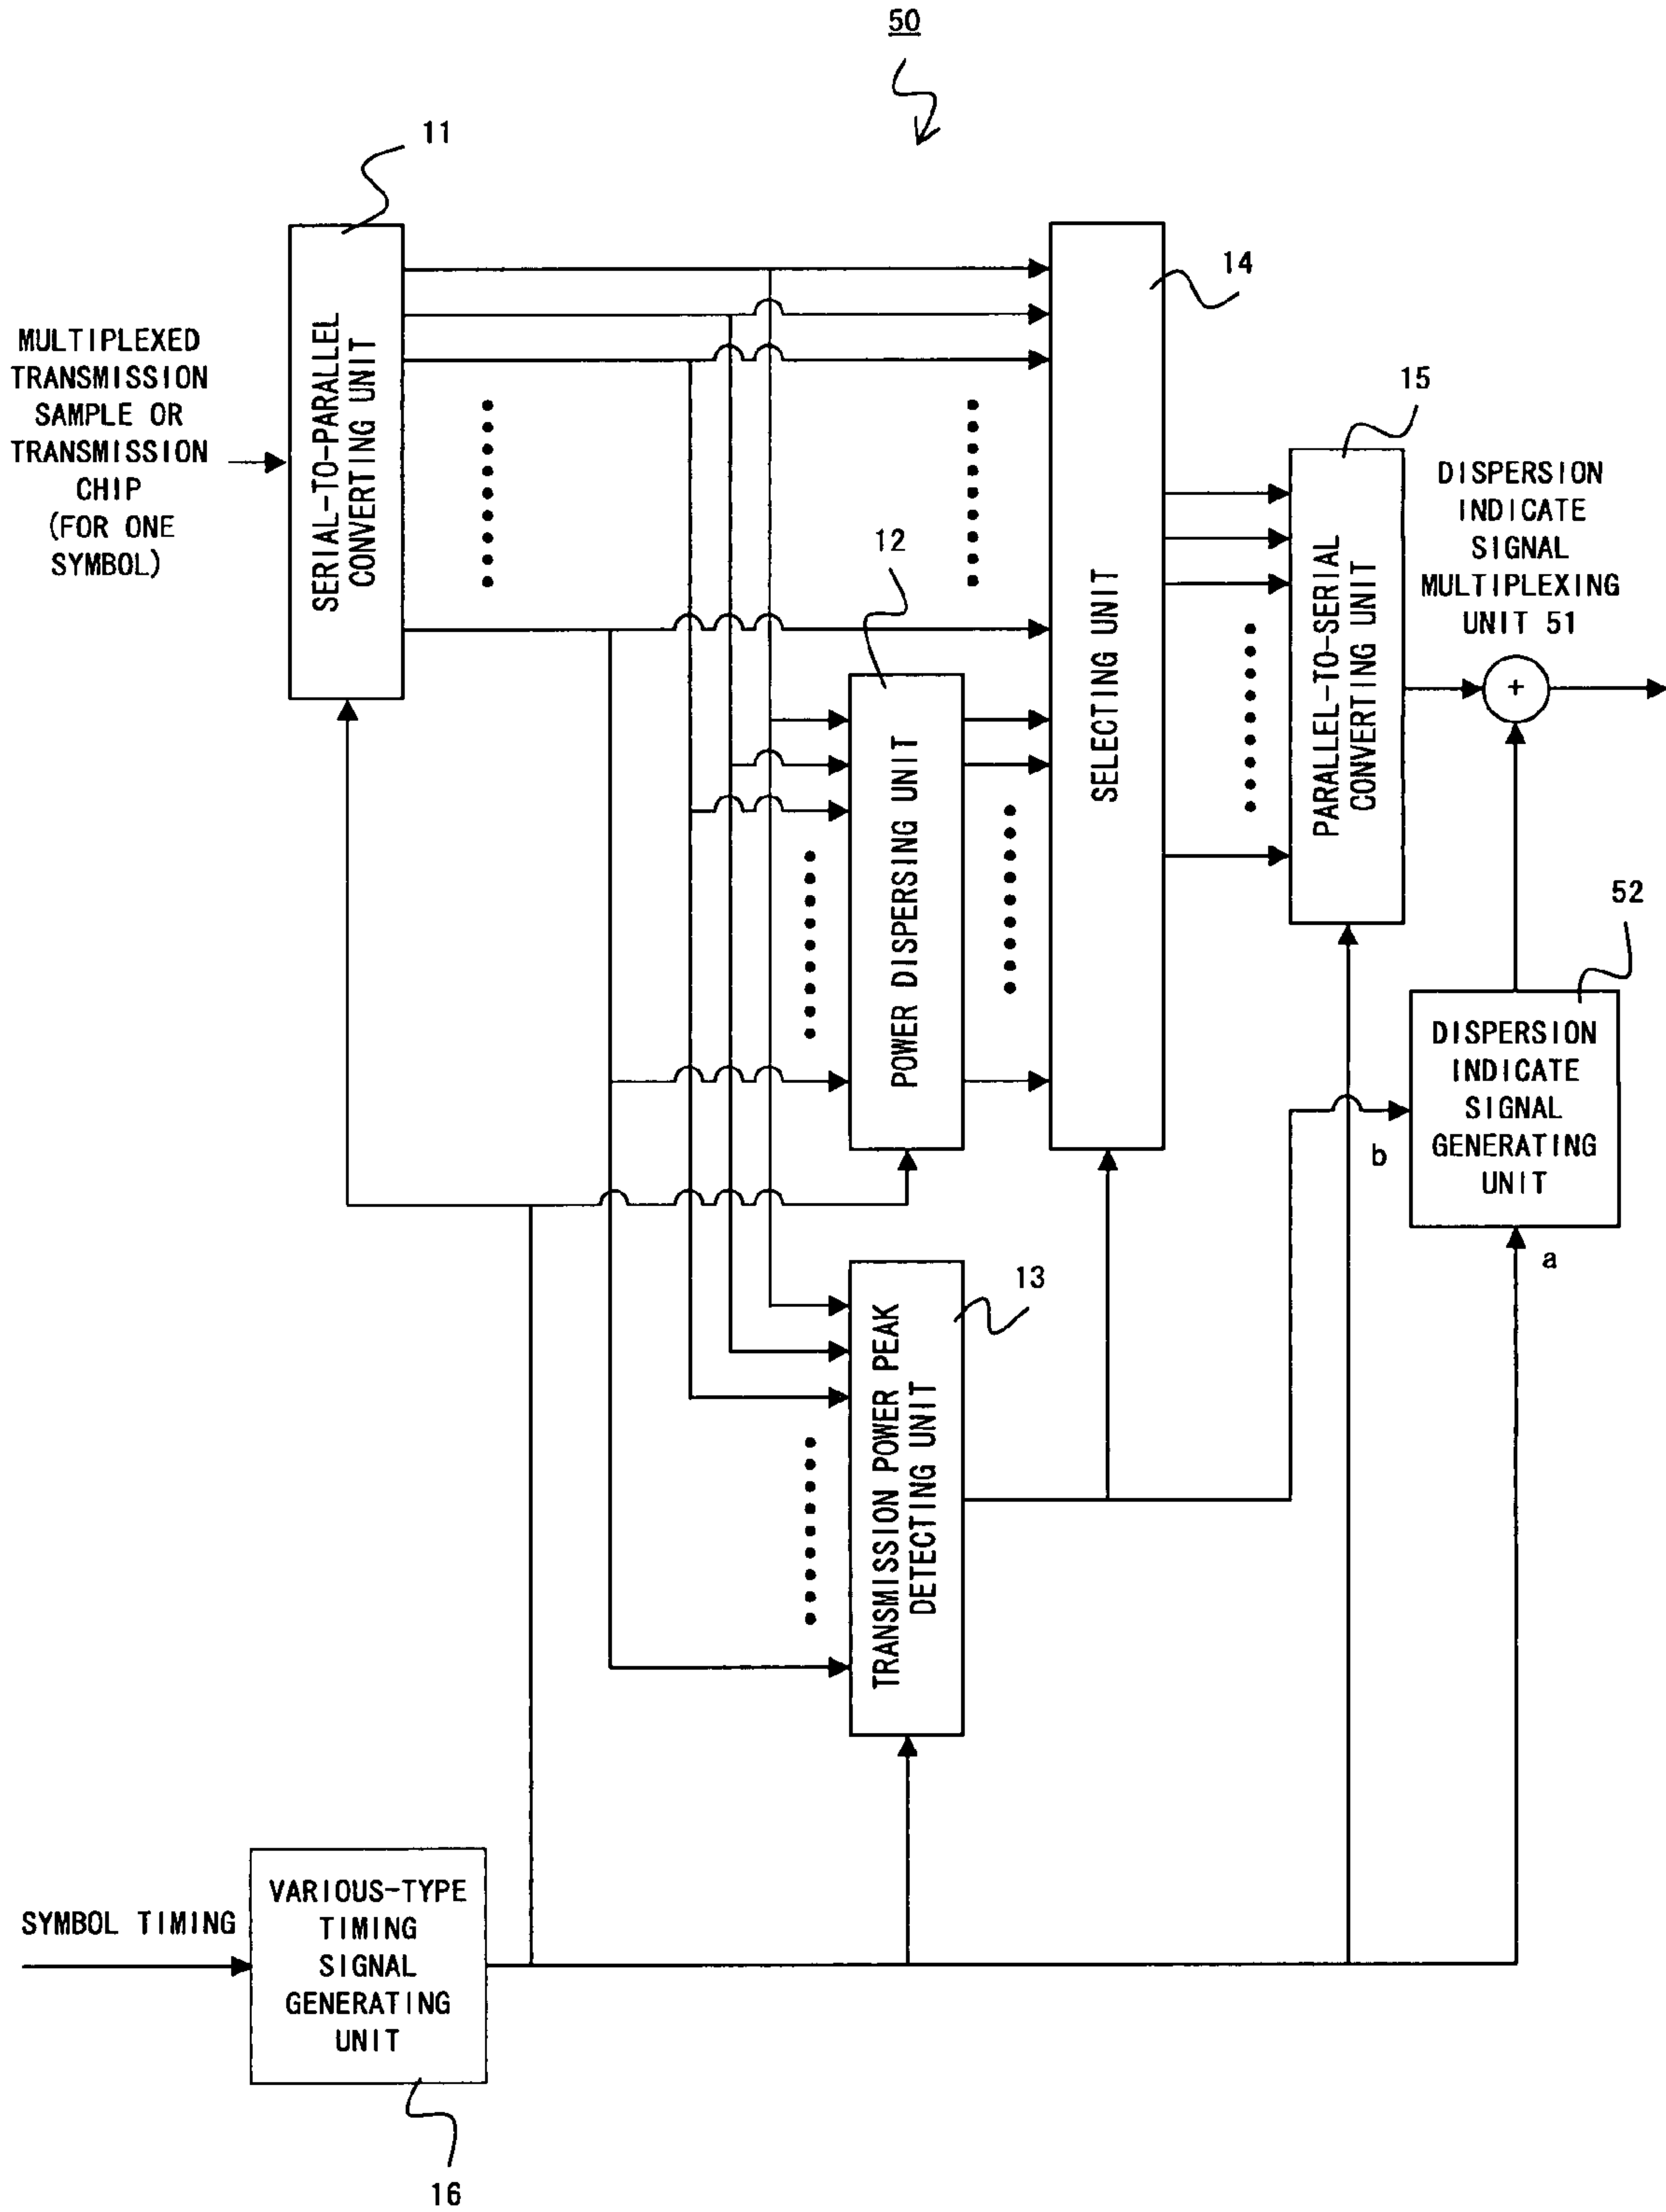 50
11
14
MULTIPLEXED
TRANSMISSION
SAMPLE OR
TRANSMISSION
CHIP
(FOR ONE
SYMBOL)
SERIAL-TO-PARALLEL
CONVERTING UNIT
15
DISPERSION
INDICATE
SIGNAL
MULTIPLEXING
UNIT 51
12
SELECTING UNIT
PARALLEL-TO-SERIAL
CONVERTING UNIT
+
POWER DISPERSING UNIT
52
DISPERSION
INDICATE
SIGNAL
GENERATING
UNIT
b
a
13
TRANSMISSION POWER PEAK
DETECTING UNIT
SYMBOL TIMING
VARIOUS-TYPE
TIMING
SIGNAL
GENERATING
UNIT
16